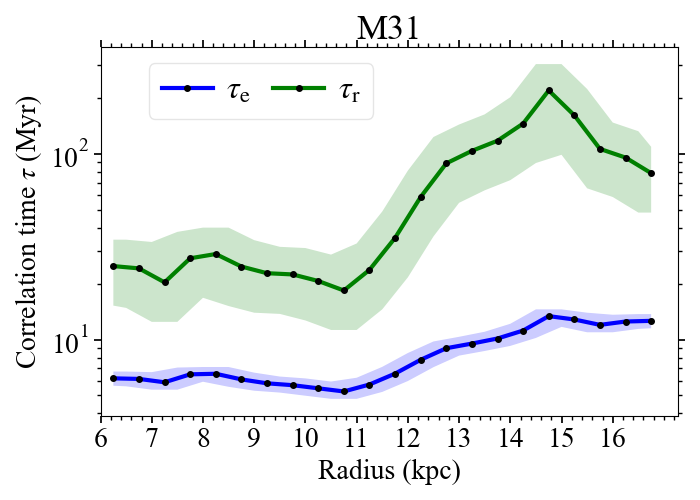 M31
τe τr
Correlation time τ (Myr)
10²
10¹
6 7 8 9 10 11 12 13 14 15 16
Radius (kpc)